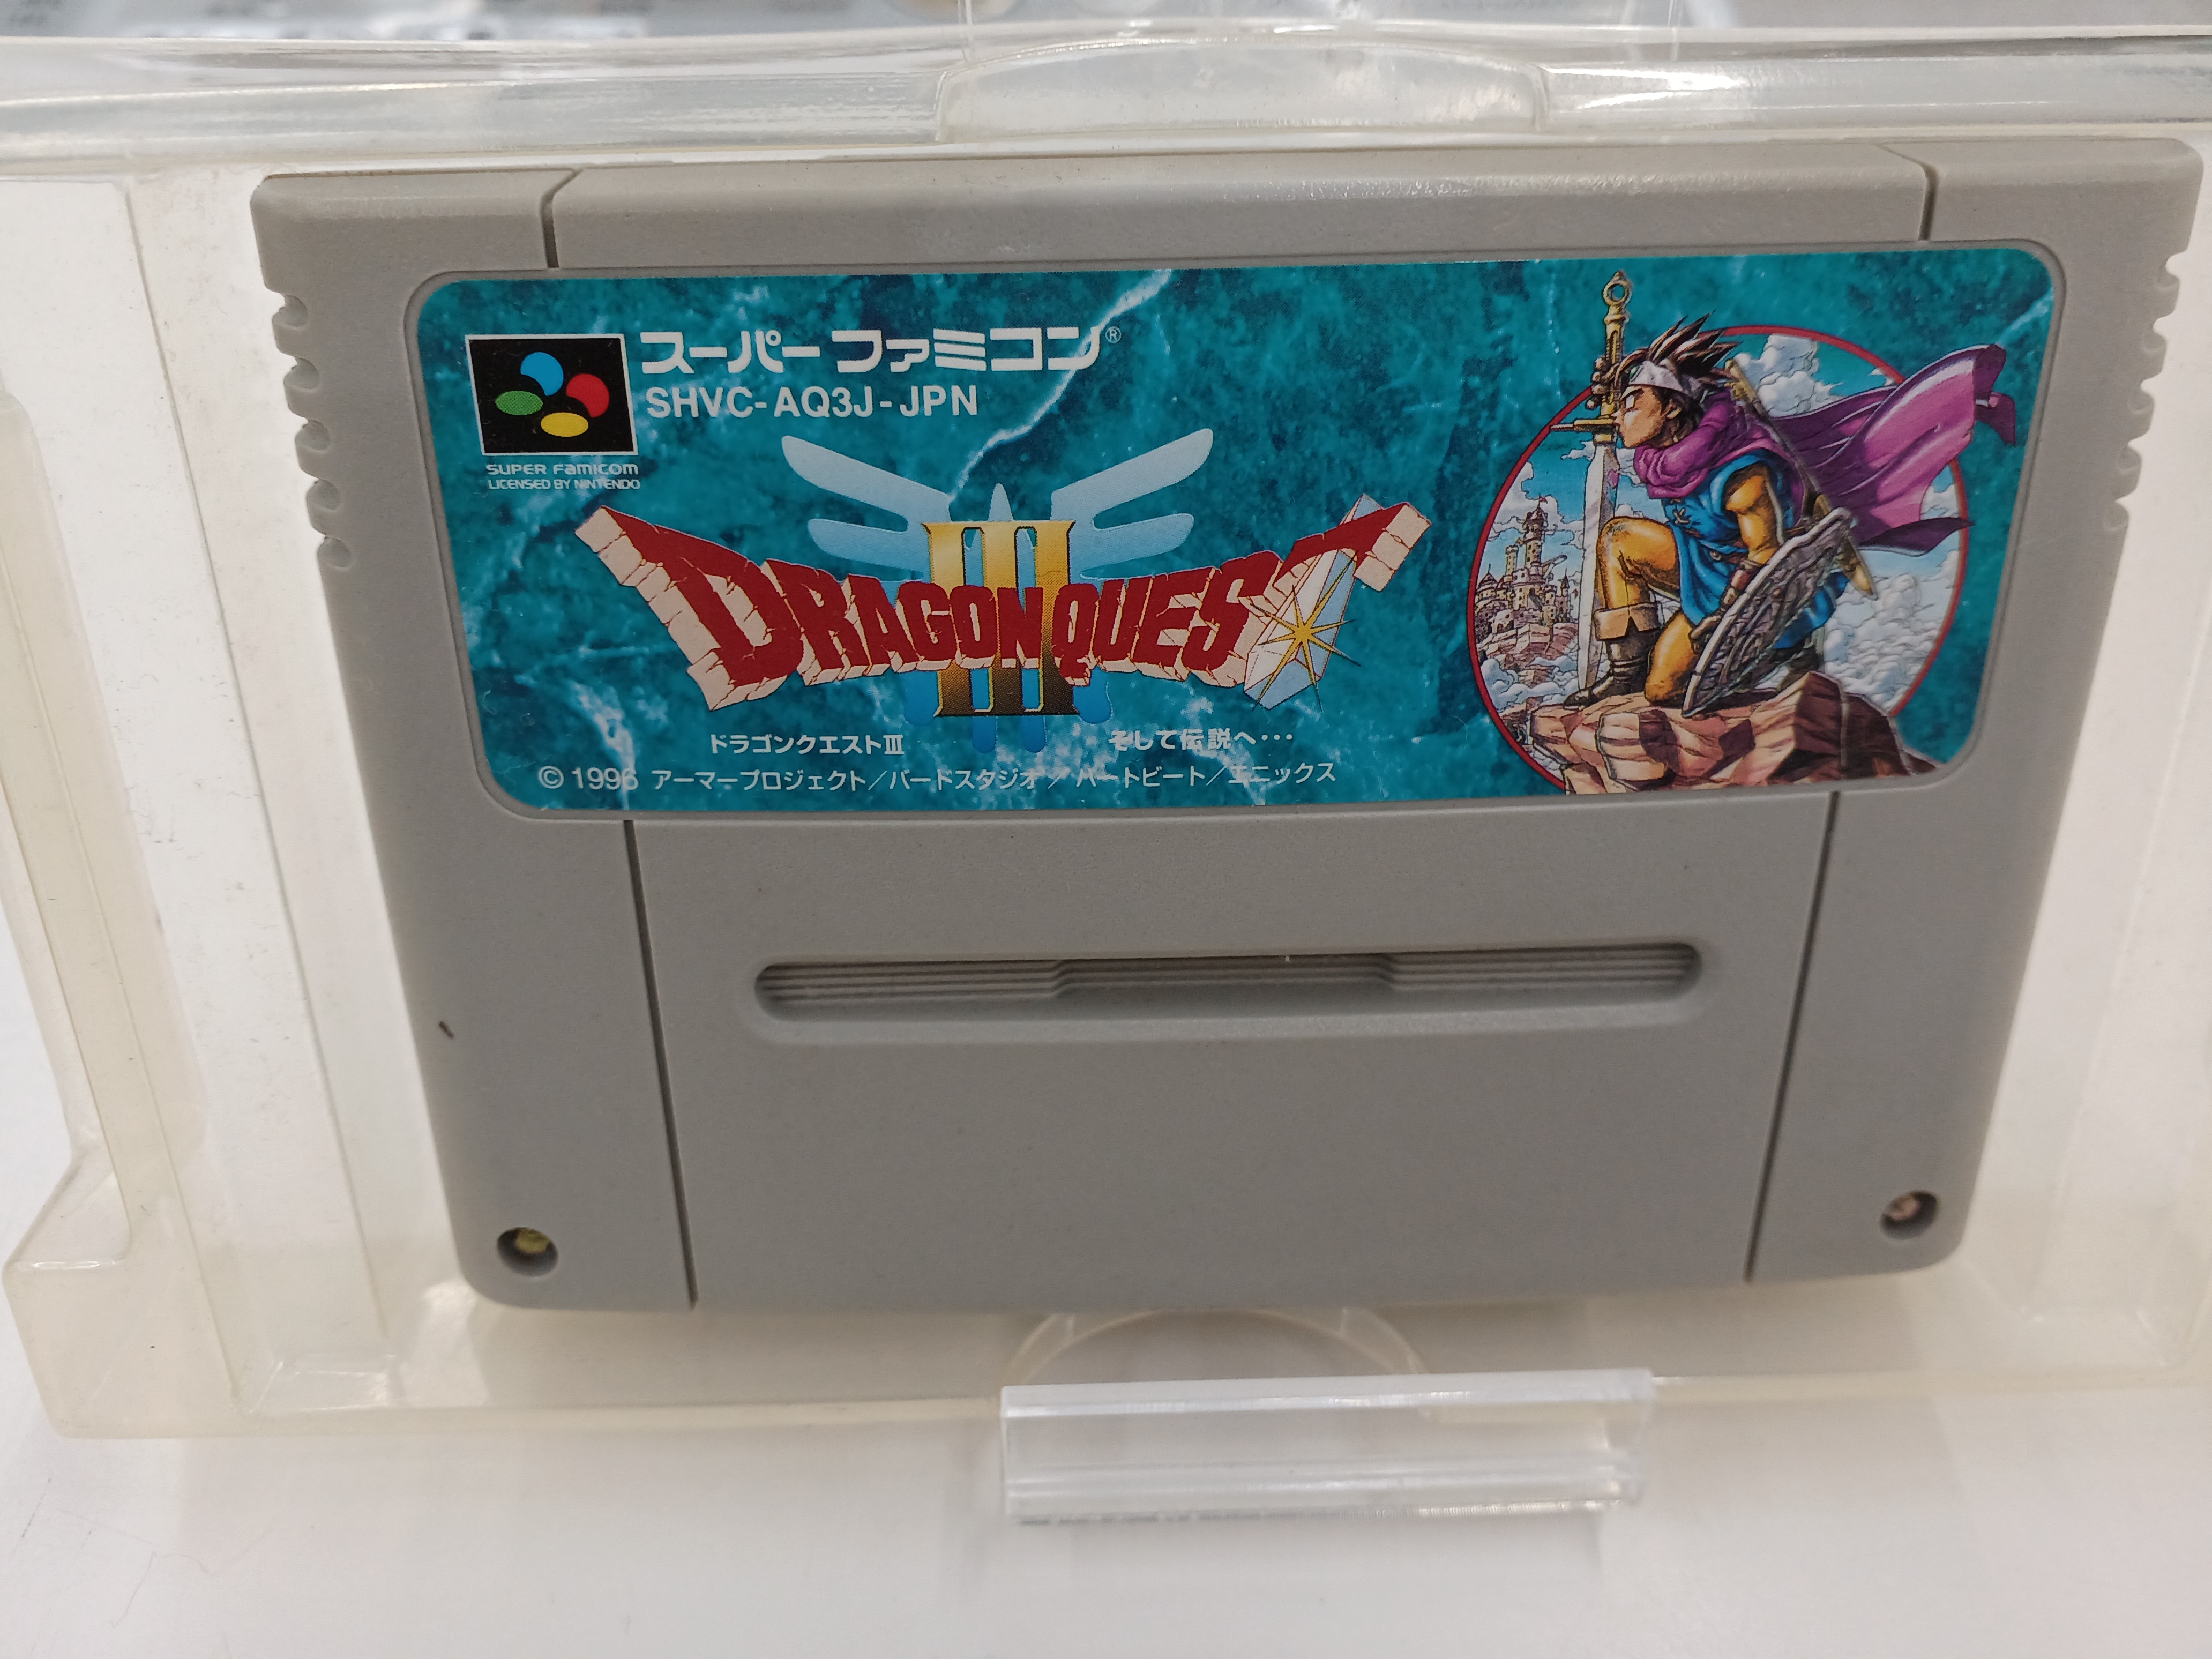 スーパーファミコン®
SHVC-AQ3J-JPN
SUPER FAMICOM
LICENSED BY NINTENDO
III
DRAGON QUEST
ドラゴンクエストⅢ そして伝説へ・・・
© 1996 アーマープロジェクト／バードスタジオ／ハートビート／エニックス